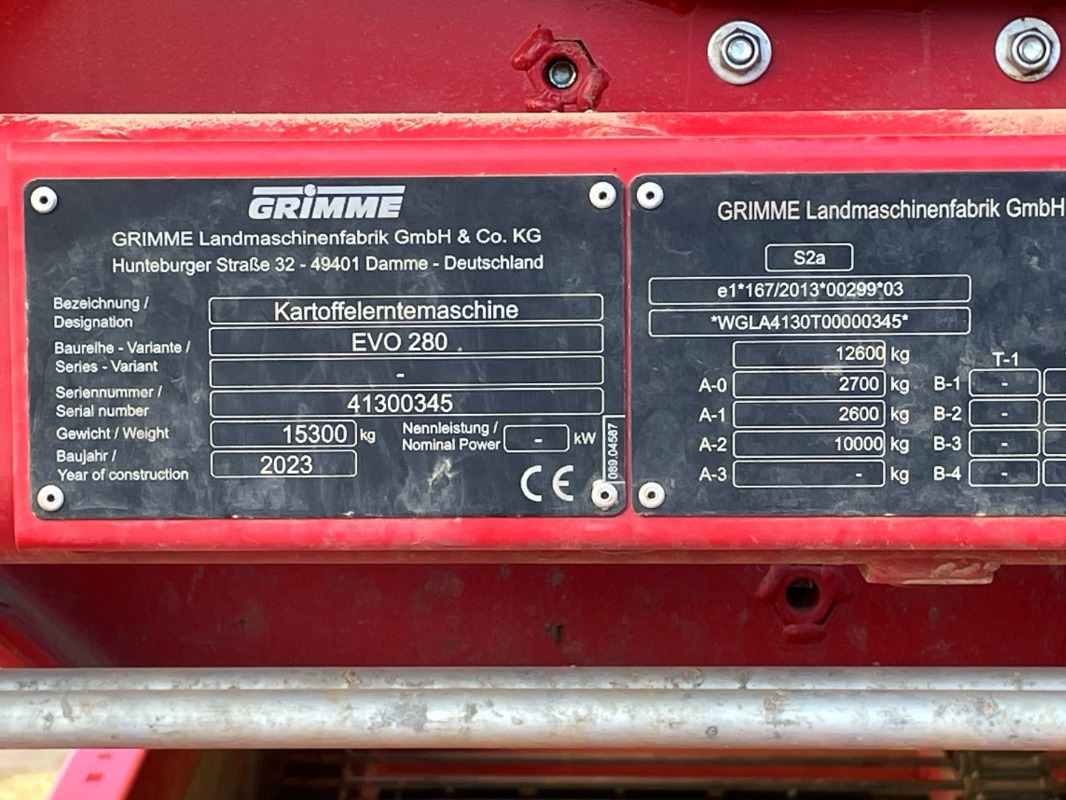 GRIMME
GRIMME Landmaschinenfabrik GmbH & Co. KG
Hunteburger Straße 32 - 49401 Damme - Deutschland
Bezeichnung /
Designation
Kartoffelerntemaschine
Baureihe - Variante /
Series - Variant
EVO 280
-
Seriennummer /
Serial number
41300345
Gewicht / Weight 15300 kg
Nennleistung /
Nominal Power - kW
Baujahr /
Year of construction
2023
CE
089.04587
GRIMME Landmaschinenfabrik GmbH
S2a
e1*167/2013*00299*03
*WGLA4130T00000345*
12600 kg
T-1
A-0 2700 kg B-1 -
A-1 2600 kg B-2 -
A-2 10000 kg B-3 -
A-3 - kg B-4 -